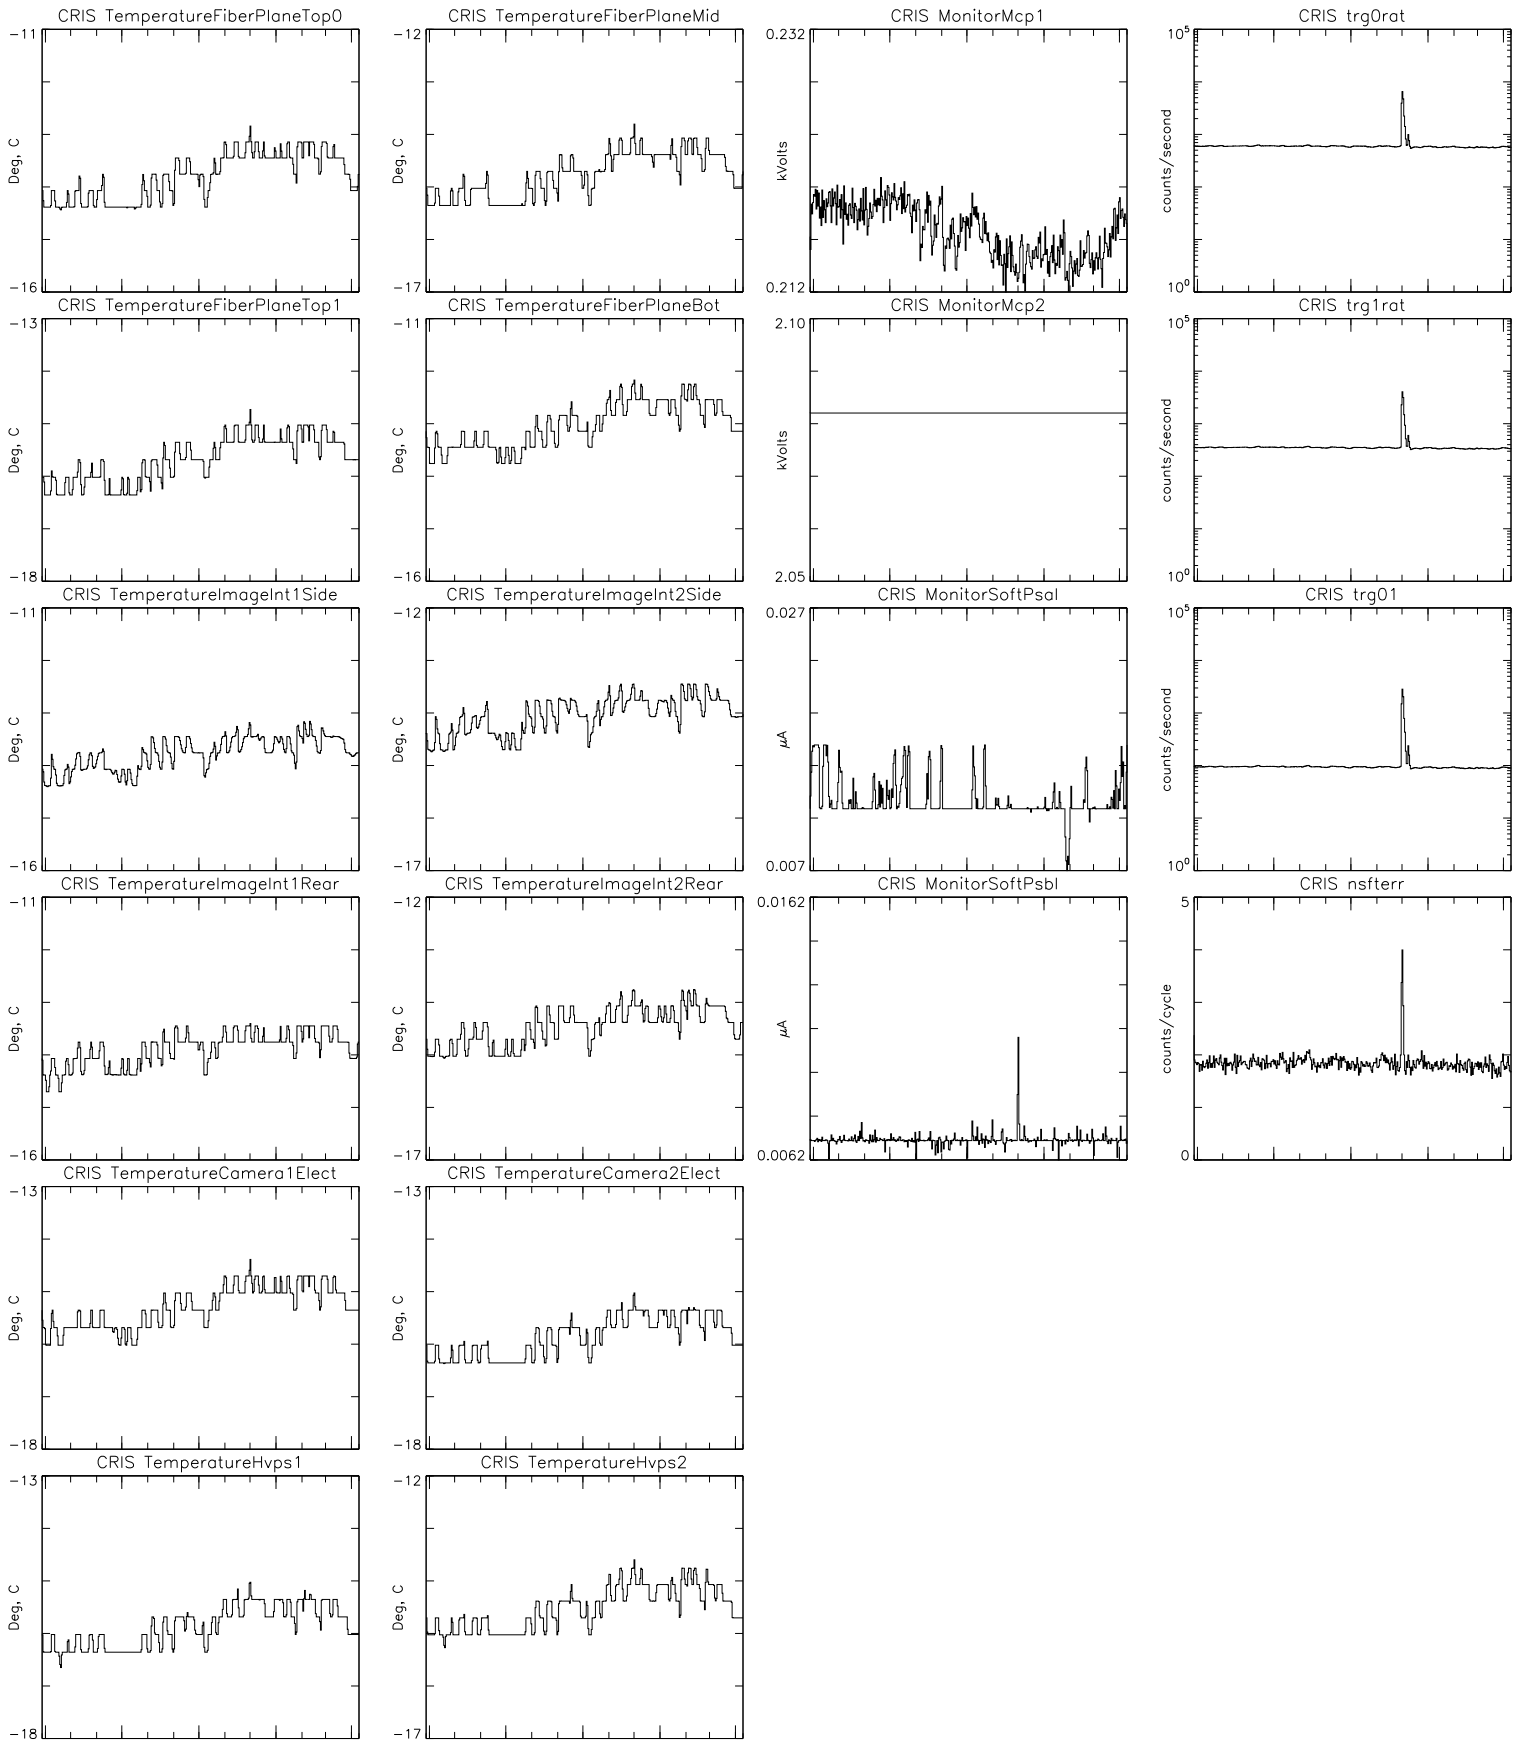 CRIS TemperatureFiberPlaneTop0
-11
Deg, C
-16
CRIS TemperatureFiberPlaneMid
-12
Deg, C
-17
CRIS MonitorMcp1
0.232
kVolts
0.212
CRIS trg0rat
10⁵
counts/second
10⁰
CRIS TemperatureFiberPlaneTop1
-13
Deg, C
-18
CRIS TemperatureFiberPlaneBot
-11
Deg, C
-16
CRIS MonitorMcp2
2.10
kVolts
2.05
CRIS trg1rat
10⁵
counts/second
10⁰
CRIS TemperatureImageInt1Side
-11
Deg, C
-16
CRIS TemperatureImageInt2Side
-12
Deg, C
-17
CRIS MonitorSoftPsaI
0.027
μA
0.007
CRIS trg01
10⁵
counts/second
10⁰
CRIS TemperatureImageInt1Rear
-11
Deg, C
-16
CRIS TemperatureImageInt2Rear
-12
Deg, C
-17
CRIS MonitorSoftPsbI
0.0162
μA
0.0062
CRIS nsfterr
5
counts/cycle
0
CRIS TemperatureCamera1Elect
-13
Deg, C
-18
CRIS TemperatureCamera2Elect
-13
Deg, C
-18
CRIS TemperatureHvps1
-13
Deg, C
-18
CRIS TemperatureHvps2
-12
Deg, C
-17